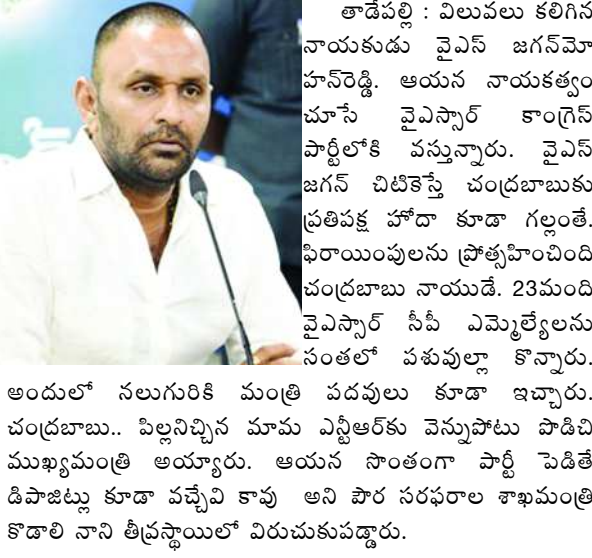 తాడేపల్లి : విలువలు కలిగిన
నాయకుడు వైఎస్ జగన్‌మో
హన్‌రెడ్డి. ఆయన నాయకత్వం
చూసే వైఎస్సార్ కాంగ్రెస్
పార్టీలోకి వస్తున్నారు. వైఎస్
జగన్ చిటికెస్తే చంద్రబాబుకు
ప్రతిపక్ష హోదా కూడా గల్లంతే.
ఫిరాయింపులను ప్రోత్సహించింది
చంద్రబాబు నాయుడే. 23మంది
వైఎస్సార్ సీపీ ఎమ్మెల్యేలను
సంతలో పశువుల్లా కొన్నారు.
అందులో నలుగురికి మంత్రి పదవులు కూడా ఇచ్చారు.
చంద్రబాబు.. పిల్లనిచ్చిన మామ ఎన్టీఆర్‌కు వెన్నుపోటు పొడిచి
ముఖ్యమంత్రి అయ్యారు. ఆయన సొంతంగా పార్టీ పెడితే
డిపాజిట్లు కూడా వచ్చేవి కావు అని పౌర సరఫరాల శాఖమంత్రి
కొడాలి నాని తీవ్రస్థాయిలో విరుచుకుపడ్డారు.